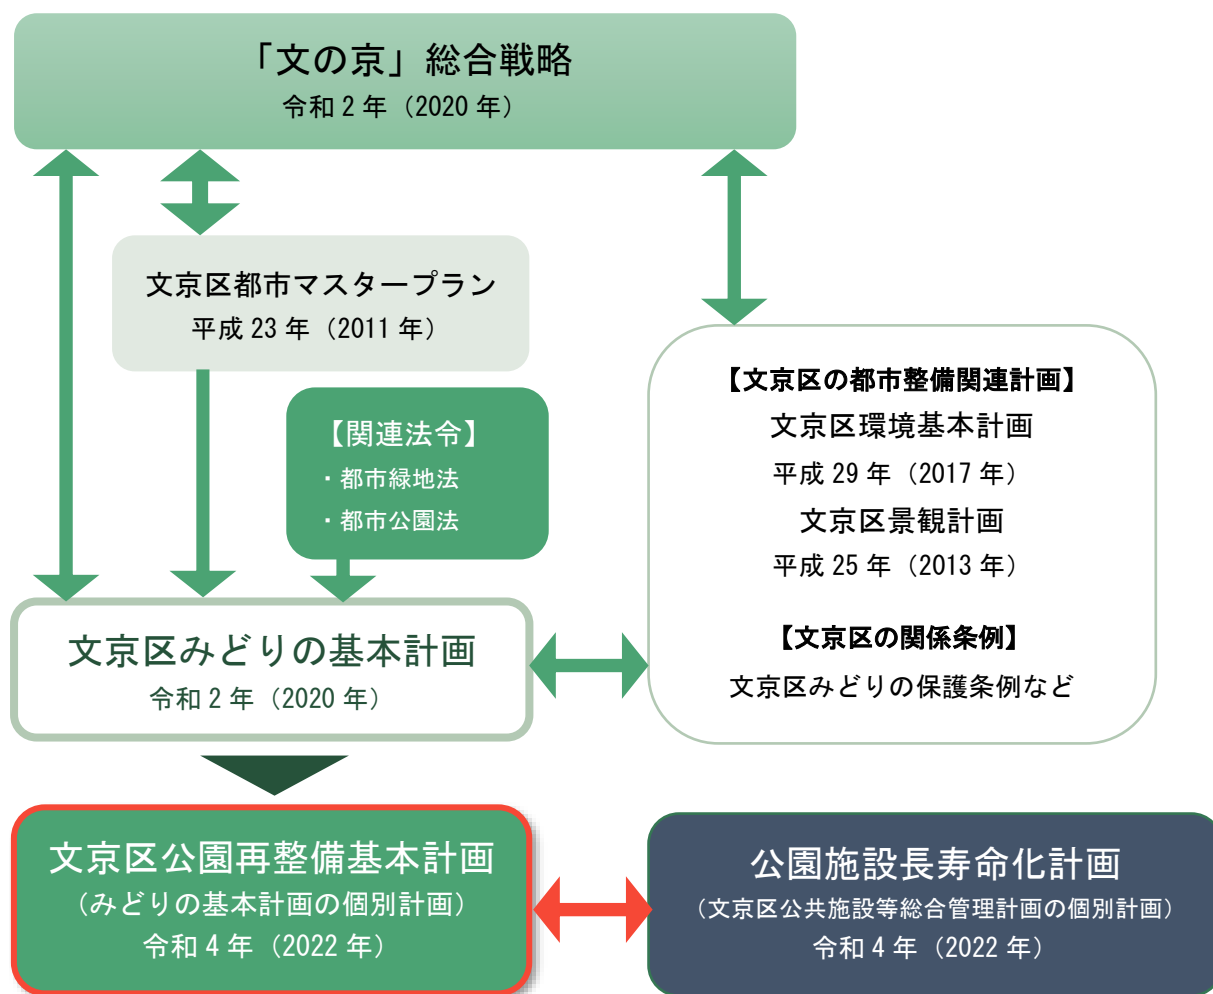 「文の京」総合戦略
令和 2 年（2020 年）
文京区都市マスタープラン
平成 23 年（2011 年）
【関連法令】
・都市緑地法
・都市公園法
【文京区の都市整備関連計画】
文京区環境基本計画
平成 29 年（2017 年）
文京区景観計画
平成 25 年（2013 年）
【文京区の関係条例】
文京区みどりの保護条例など
文京区みどりの基本計画
令和 2 年（2020 年）
文京区公園再整備基本計画
（みどりの基本計画の個別計画）
令和 4 年（2022 年）
公園施設長寿命化計画
（文京区公共施設等総合管理計画の個別計画）
令和 4 年（2022 年）